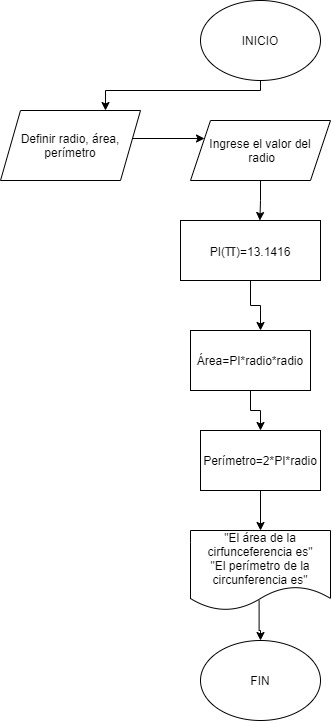 INICIO
Definir radio, área,
perímetro
Ingrese el valor del
radio
PI(TT)=13.1416
Área=PI*radio*radio
Perímetro=2*PI*radio
"El área de la
cirfunceferencia es"
"El perímetro de la
circunferencia es"
FIN